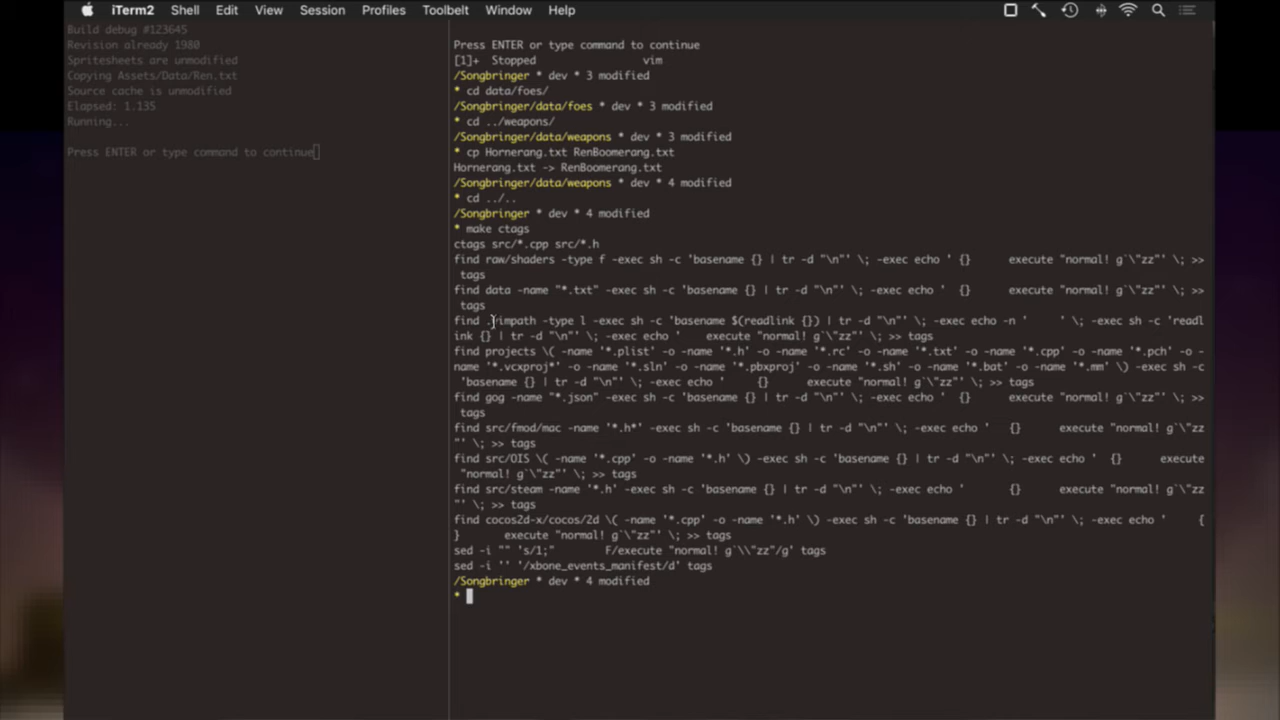 iTerm2 Shell Edit View Session Profiles Toolbelt Window Help
Build debug #123645
Revision already 1980
Spritesheets are unmodified
Copying Assets/Data/Ren.txt
Source cache is unmodified
Elapsed: 1.135
Running...
Press ENTER or type command to continue
Press ENTER or type command to continue
[1]+  Stopped                 vim
/Songbringer * dev * 3 modified
* cd data/foes/
/Songbringer/data/foes * dev * 3 modified
* cd ../weapons/
/Songbringer/data/weapons * dev * 3 modified
* cp Hornerang.txt RenBoomerang.txt
Hornerang.txt -> RenBoomerang.txt
/Songbringer/data/weapons * dev * 4 modified
* cd ../..
/Songbringer * dev * 4 modified
* make ctags
ctags src/*.cpp src/*.h
find raw/shaders -type f -exec sh -c 'basename {} | tr -d "\n"' \; -exec echo ' {}      execute "normal! g`\"zz"' \; >>
tags
find data -name "*.txt" -exec sh -c 'basename {} | tr -d "\n"' \; -exec echo '  {}      execute "normal! g`\"zz"' \; >>
tags
find .vimpath -type l -exec sh -c 'basename $(readlink {}) | tr -d "\n"' \; -exec echo -n '     ' \; -exec sh -c 'readl
ink {} | tr -d "\n"' \; -exec echo '    execute "normal! g`\"zz"' \; >> tags
find projects \( -name '*.plist' -o -name '*.h' -o -name '*.rc' -o -name '*.txt' -o -name '*.cpp' -o -name '*.pch' -o -
name '*.vcxproj*' -o -name '*.sln' -o -name '*.pbxproj' -o -name '*.sh' -o -name '*.bat' -o -name '*.mm' \) -exec sh -c
'basename {} | tr -d "\n"' \; -exec echo '     {}      execute "normal! g`\"zz"' \; >> tags
find gog -name "*.json" -exec sh -c 'basename {} | tr -d "\n"' \; -exec echo '  {}      execute "normal! g`\"zz"' \; >>
tags
find src/fmod/mac -name '*.h*' -exec sh -c 'basename {} | tr -d "\n"' \; -exec echo '   {}      execute "normal! g`\"zz
"' \; >> tags
find src/OIS \( -name '*.cpp' -o -name '*.h' \) -exec sh -c 'basename {} | tr -d "\n"' \; -exec echo '  {}      execute
"normal! g`\"zz"' \; >> tags
find src/steam -name '*.h' -exec sh -c 'basename {} | tr -d "\n"' \; -exec echo '       {}      execute "normal! g`\"zz
"' \; >> tags
find cocos2d-x/cocos/2d \( -name '*.cpp' -o -name '*.h' \) -exec sh -c 'basename {} | tr -d "\n"' \; -exec echo '     {
}       execute "normal! g`\"zz"' \; >> tags
sed -i "" 's/1;"        F/execute "normal! g`\\"zz"/g' tags
sed -i '' '/xbone_events_manifest/d' tags
/Songbringer * dev * 4 modified
*